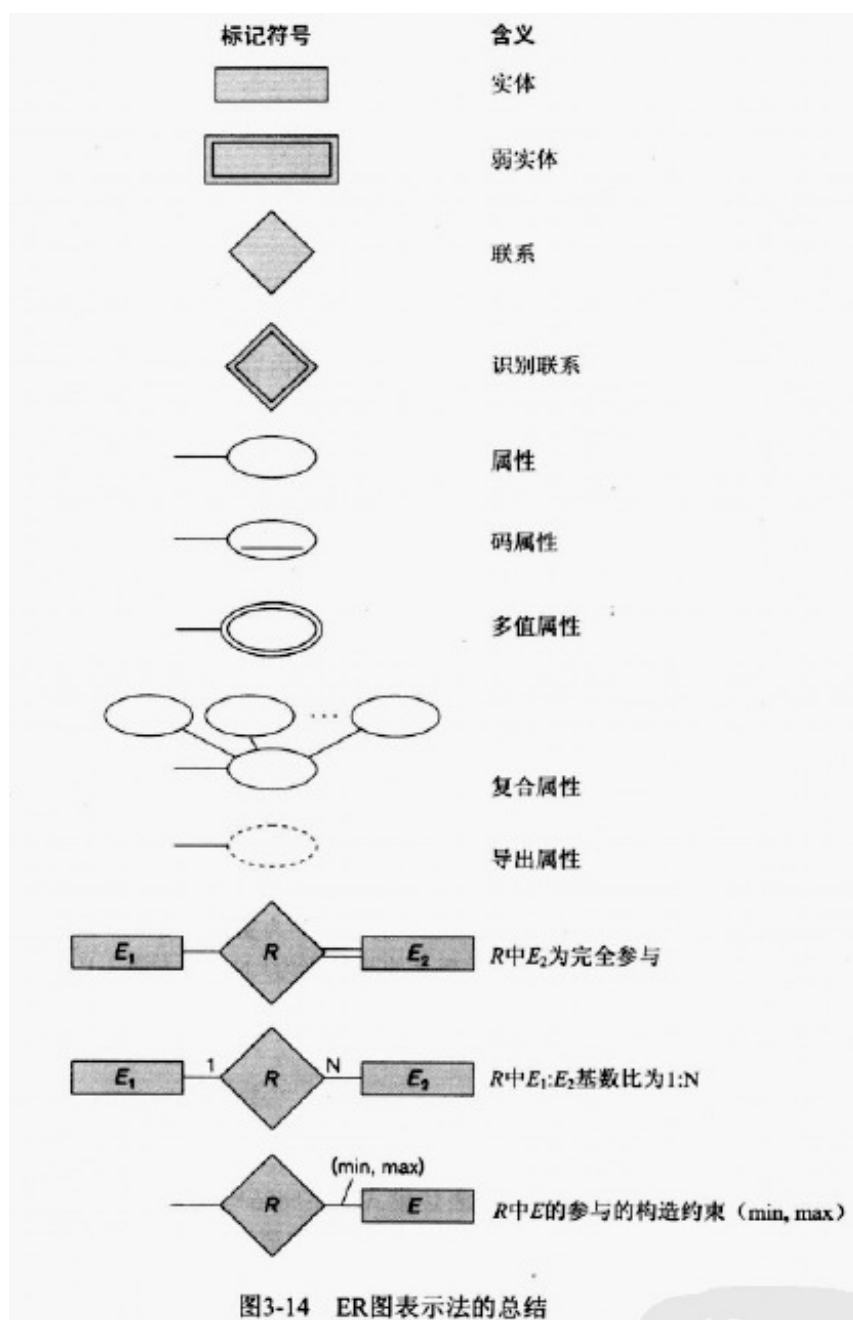 标记符号 含义
实体
弱实体
联系
识别联系
属性
码属性
多值属性
···
复合属性
导出属性
E₁ R E₂ R中E₂为完全参与
E₁ 1 R N E₂ R中E₁:E₂基数比为1:N
(min, max)
R E R中E的参与的构造约束（min, max）
图3-14 ER图表示法的总结